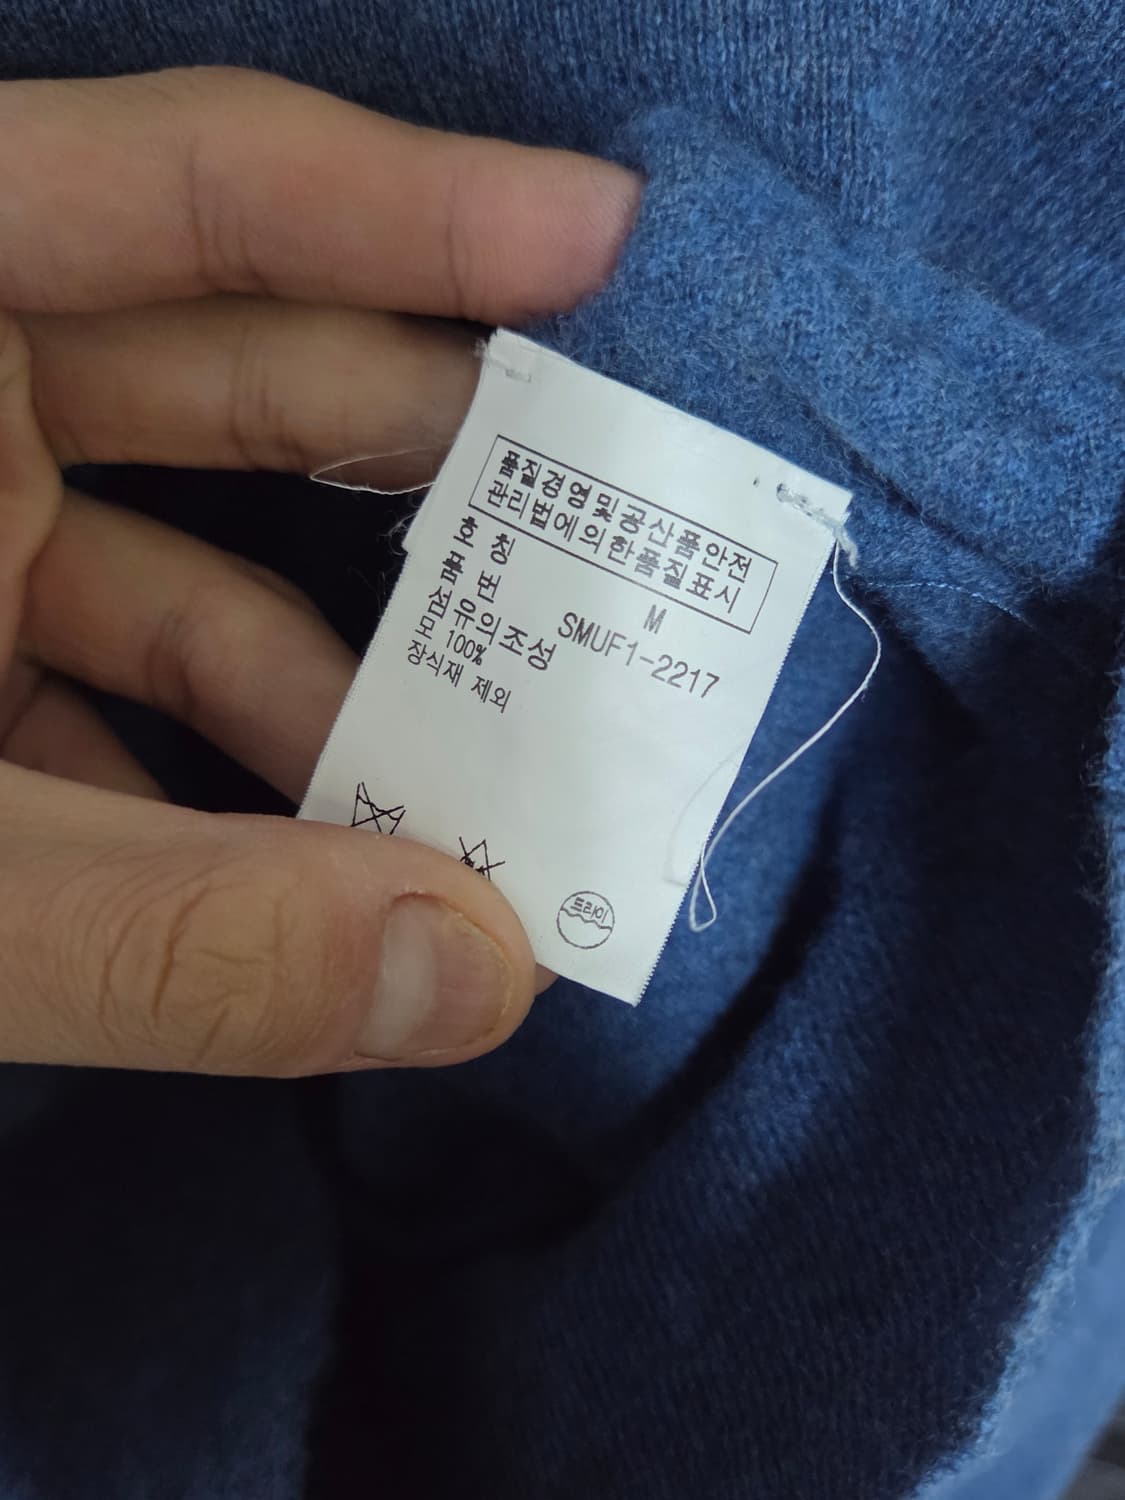 품질경영및공산품안전
관리법에의한품질표시
호 칭 M
품 번 SMUF1-2217
섬유의조성
모 100%
장식재 제외
드라이